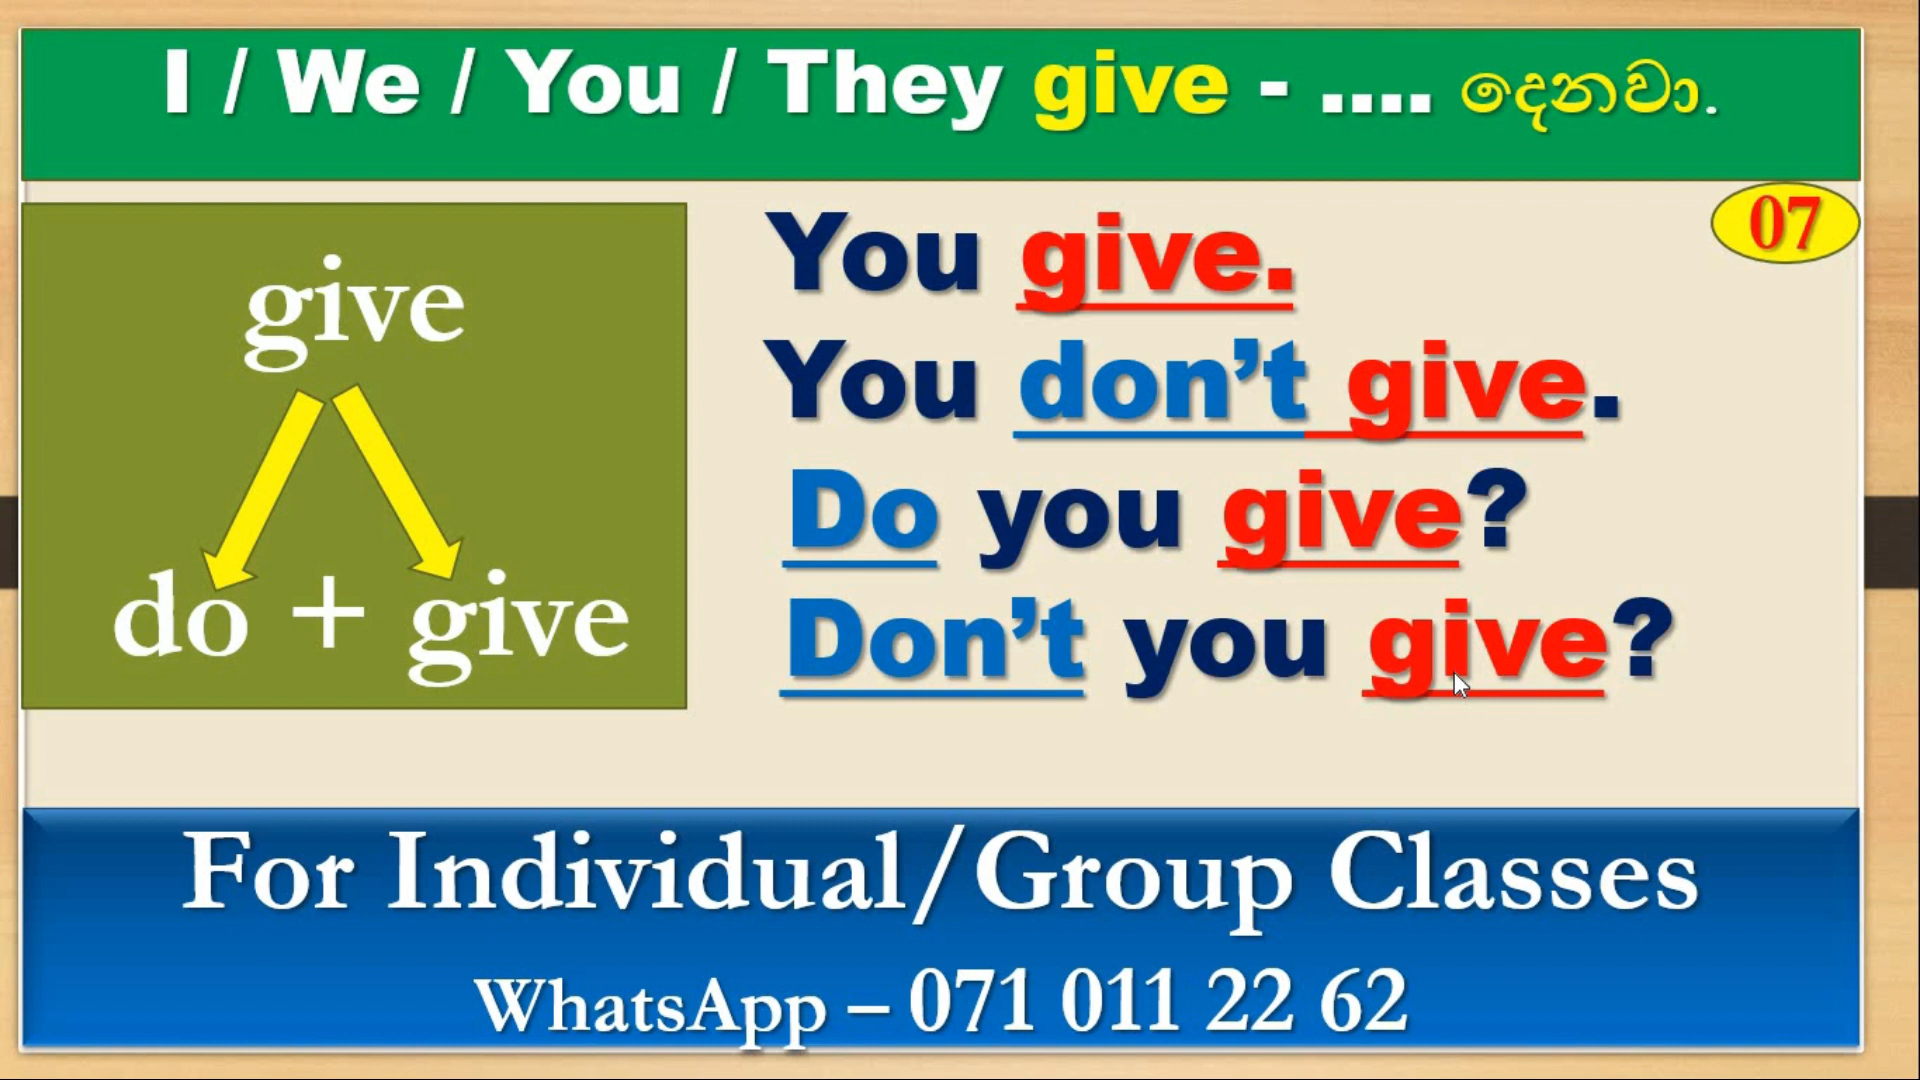 I / We / You / They give - .... දෙනවා.
07
give
do + give
You give.
You don’t give.
Do you give?
Don’t you give?
For Individual/Group Classes
WhatsApp – 071 011 22 62